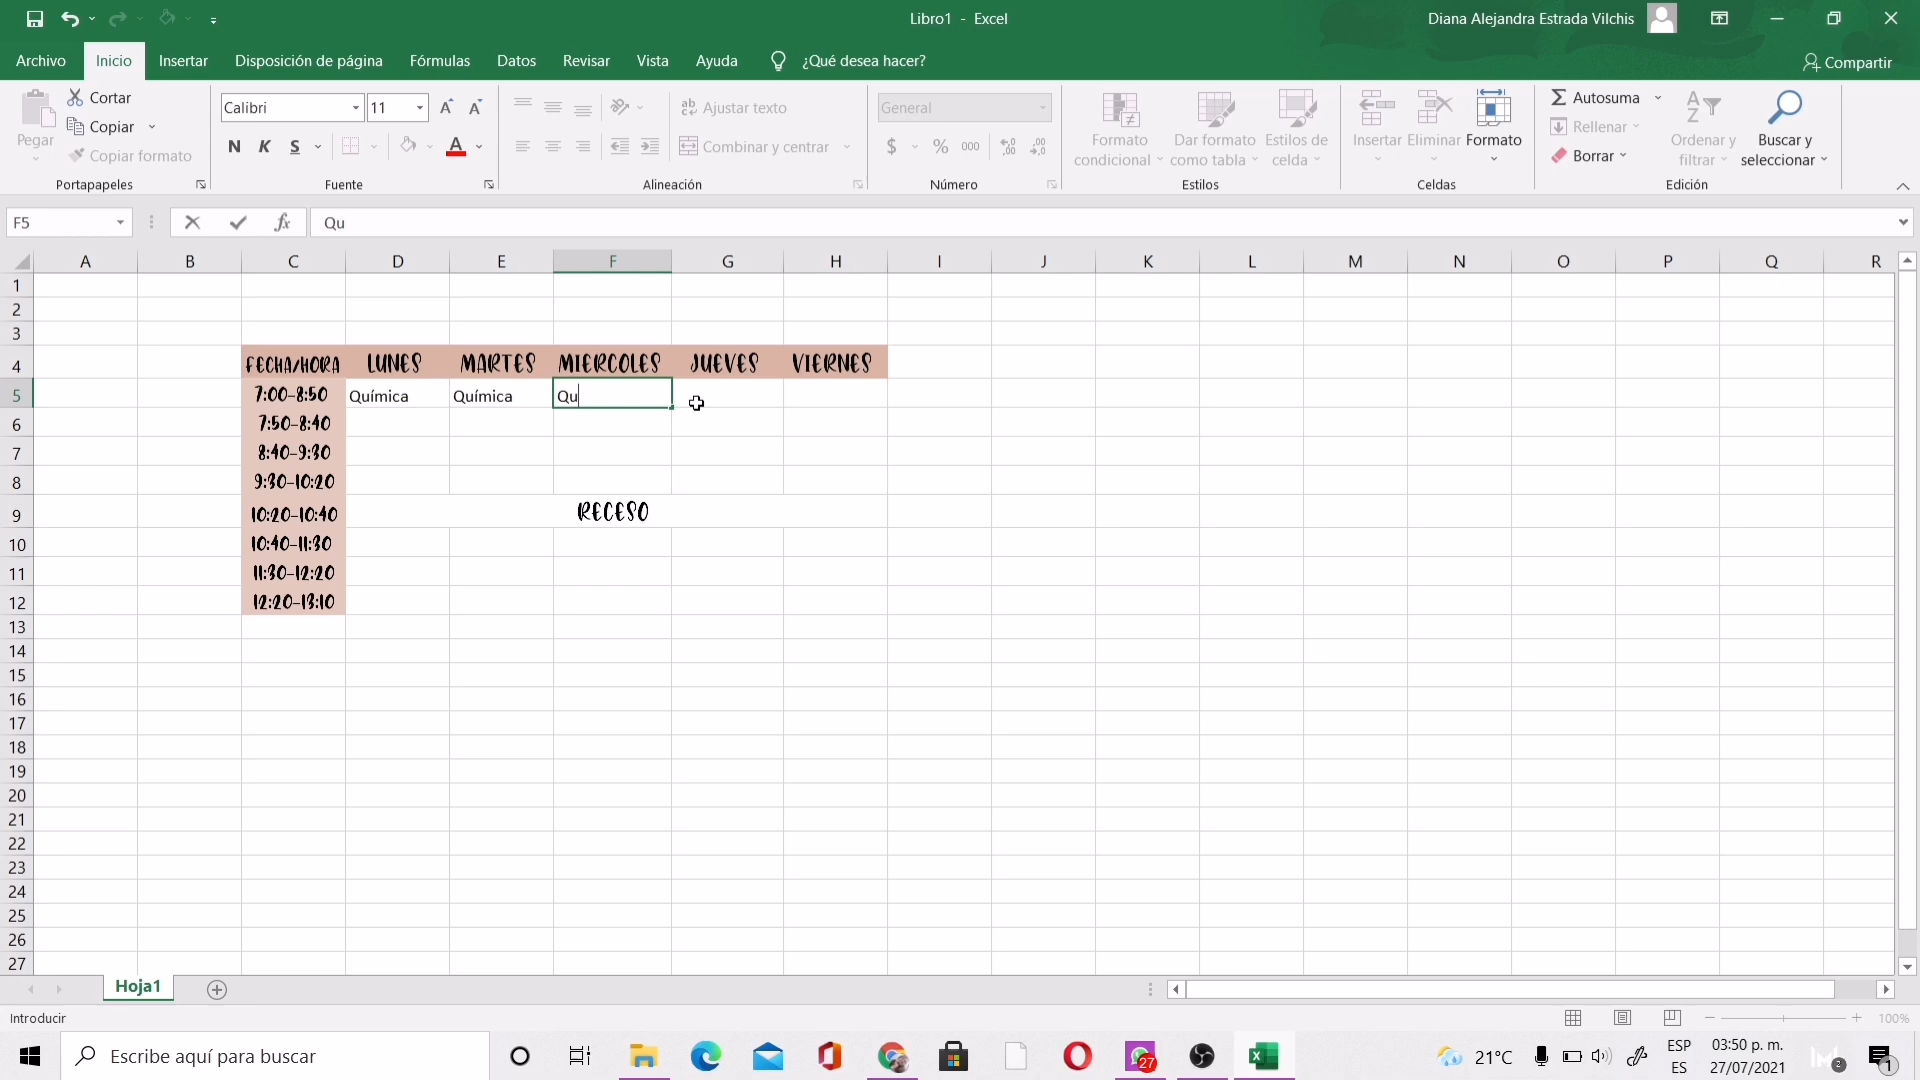 Libro1 - Excel
Diana Alejandra Estrada Vilchis
Archivo Inicio Insertar Disposición de página Fórmulas Datos Revisar Vista Ayuda ¿Qué desea hacer? Compartir
Pegar
Cortar
Copiar
Copiar formato
Portapapeles
Calibri 11
N K S
Fuente
Ajustar texto
Combinar y centrar
Alineación
General
$ % 000
Número
Formato condicional
Dar formato como tabla
Estilos de celda
Estilos
Insertar Eliminar Formato
Celdas
Autosuma
Rellenar
Borrar
Ordenar y filtrar
Buscar y seleccionar
Edición
F5 fx Qu
A B C D E F G H I J K L M N O P Q R
1
2
3
4 FECHA/HORA LUNES MARTES MIERCOLES JUEVES VIERNES
5 7:00-8:50 Química Química Qu
6 7:50-8:40
7 8:40-9:30
8 9:30-10:20
9 10:20-10:40 RECESO
10 10:40-11:30
11 11:30-12:20
12 12:20-13:10
13
14
15
16
17
18
19
20
21
22
23
24
25
26
27
Hoja1
Introducir 100%
Escribe aquí para buscar
27
21°C
ESP
ES
03:50 p. m.
27/07/2021
2
1